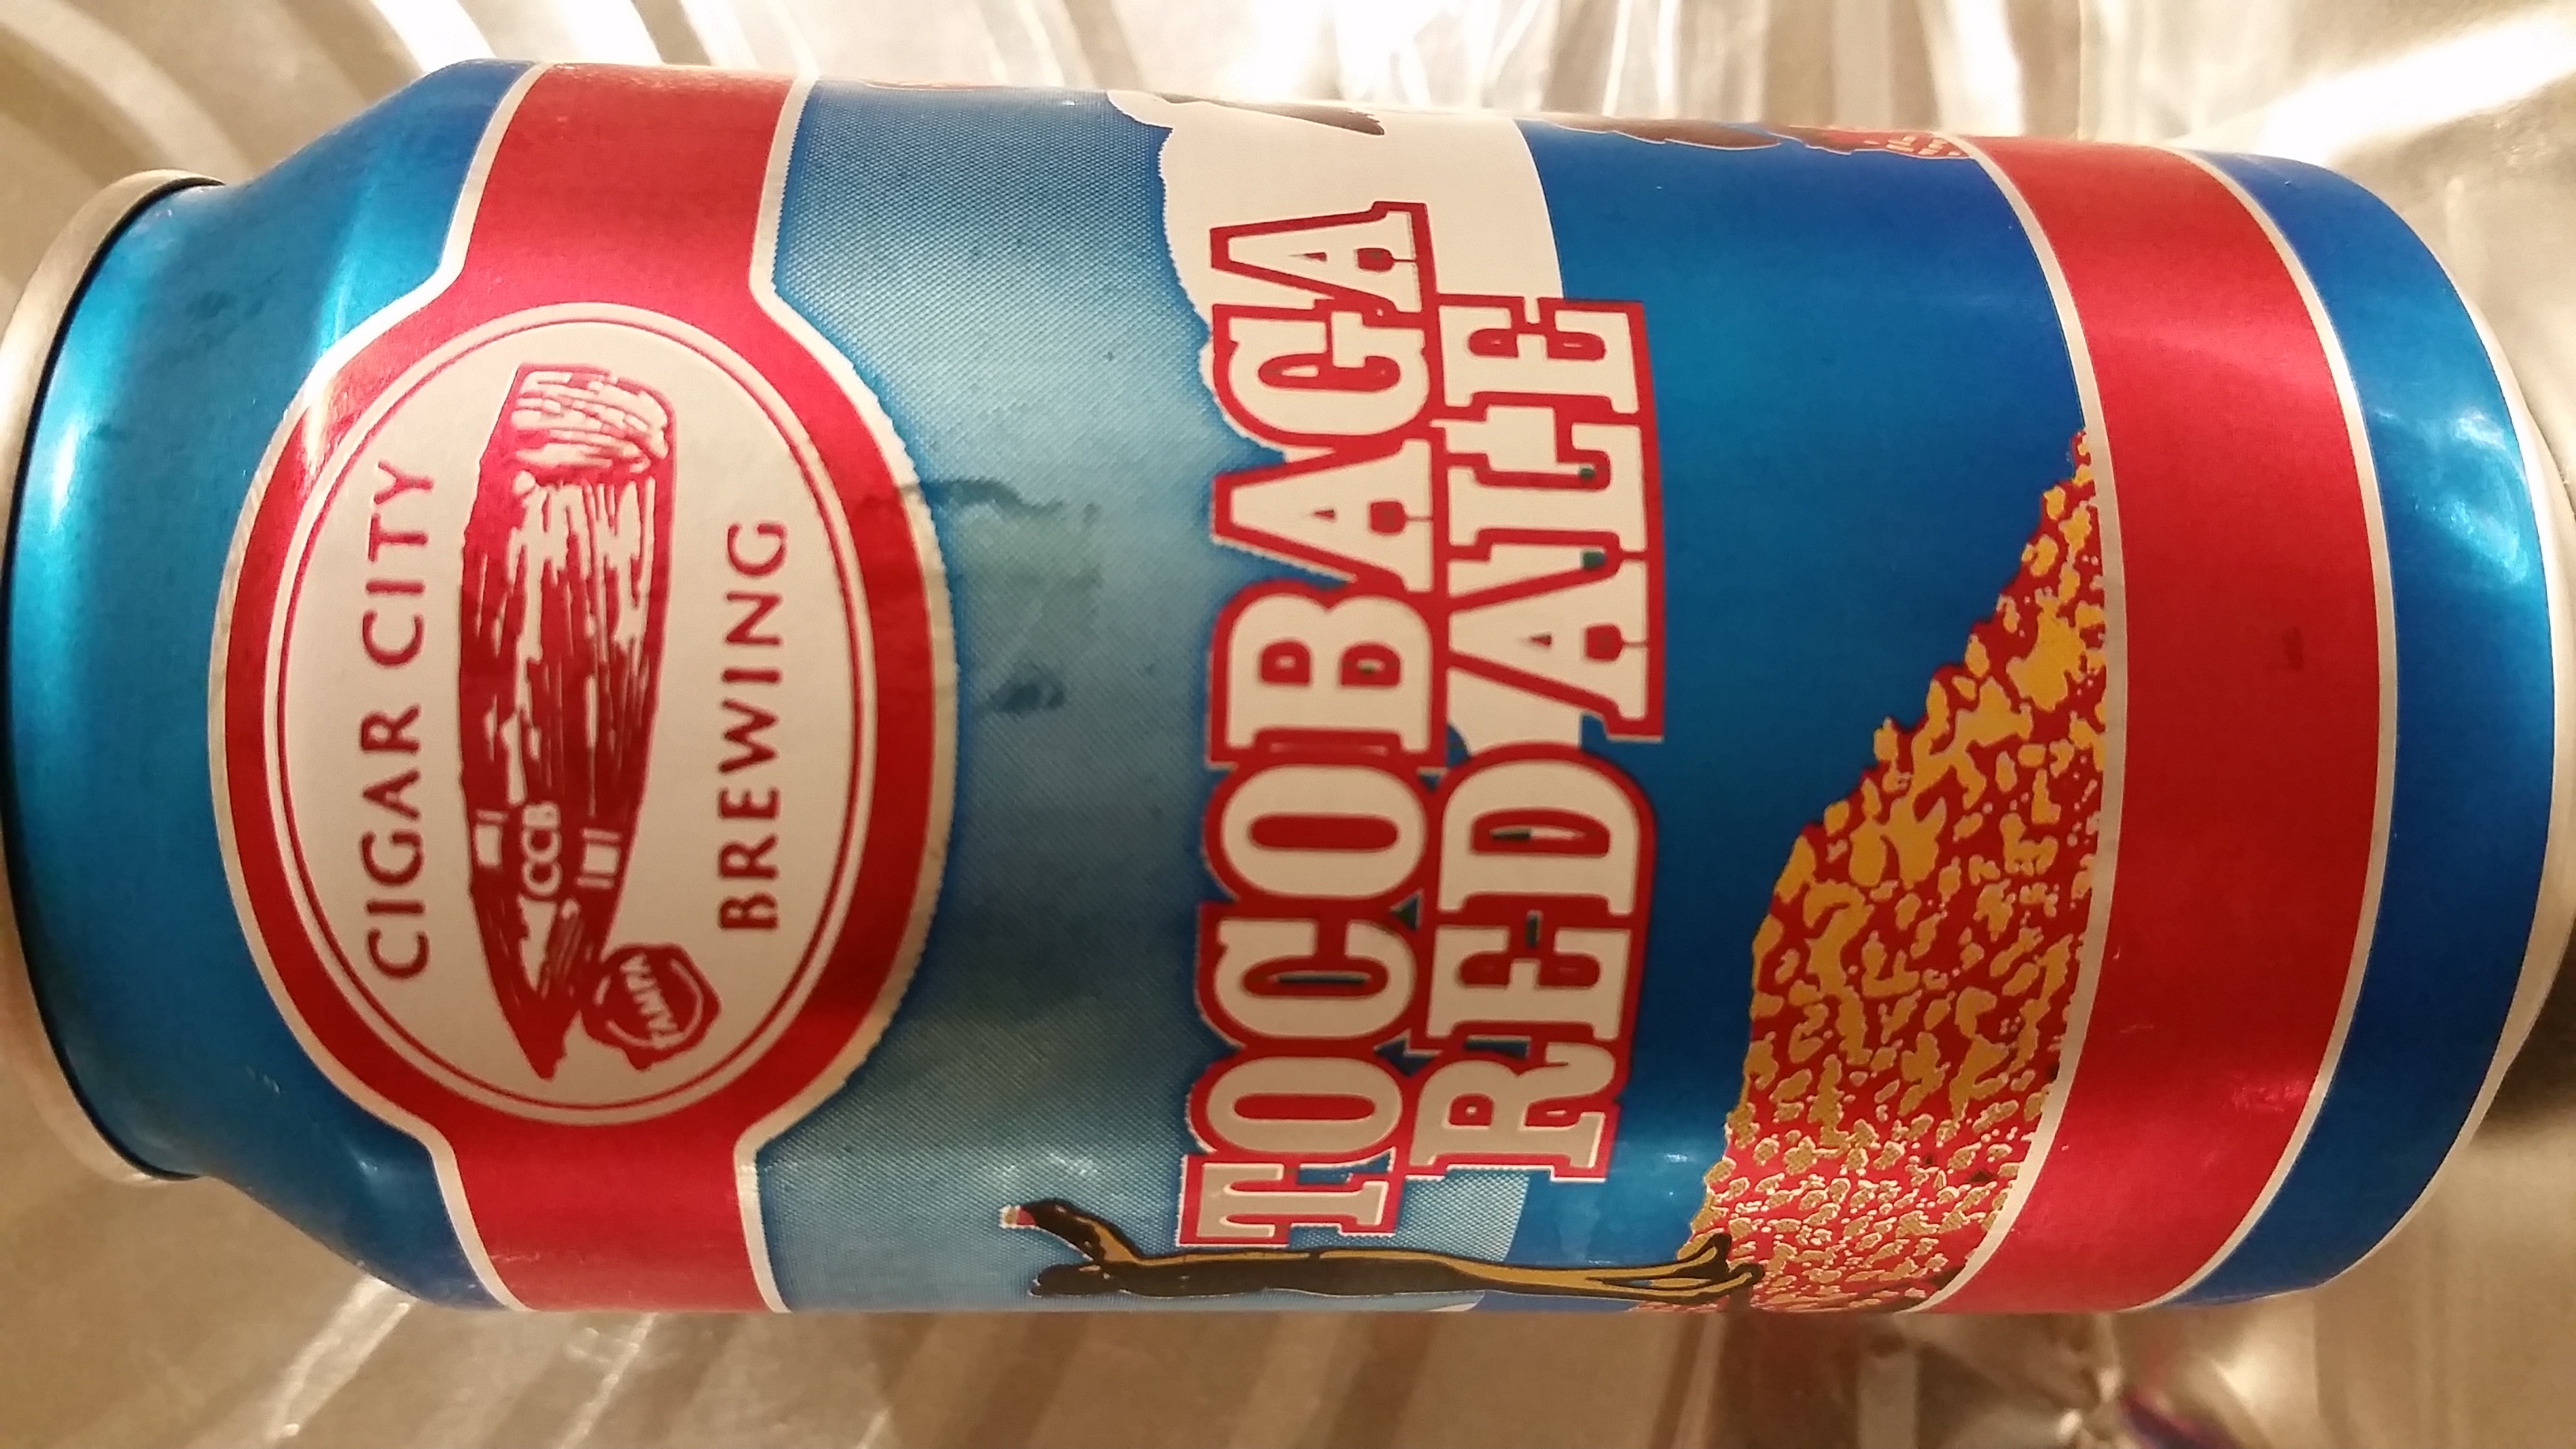 CIGAR CITY
CCB
TAMPA
BREWING
TOCOBAGA
RED ALE